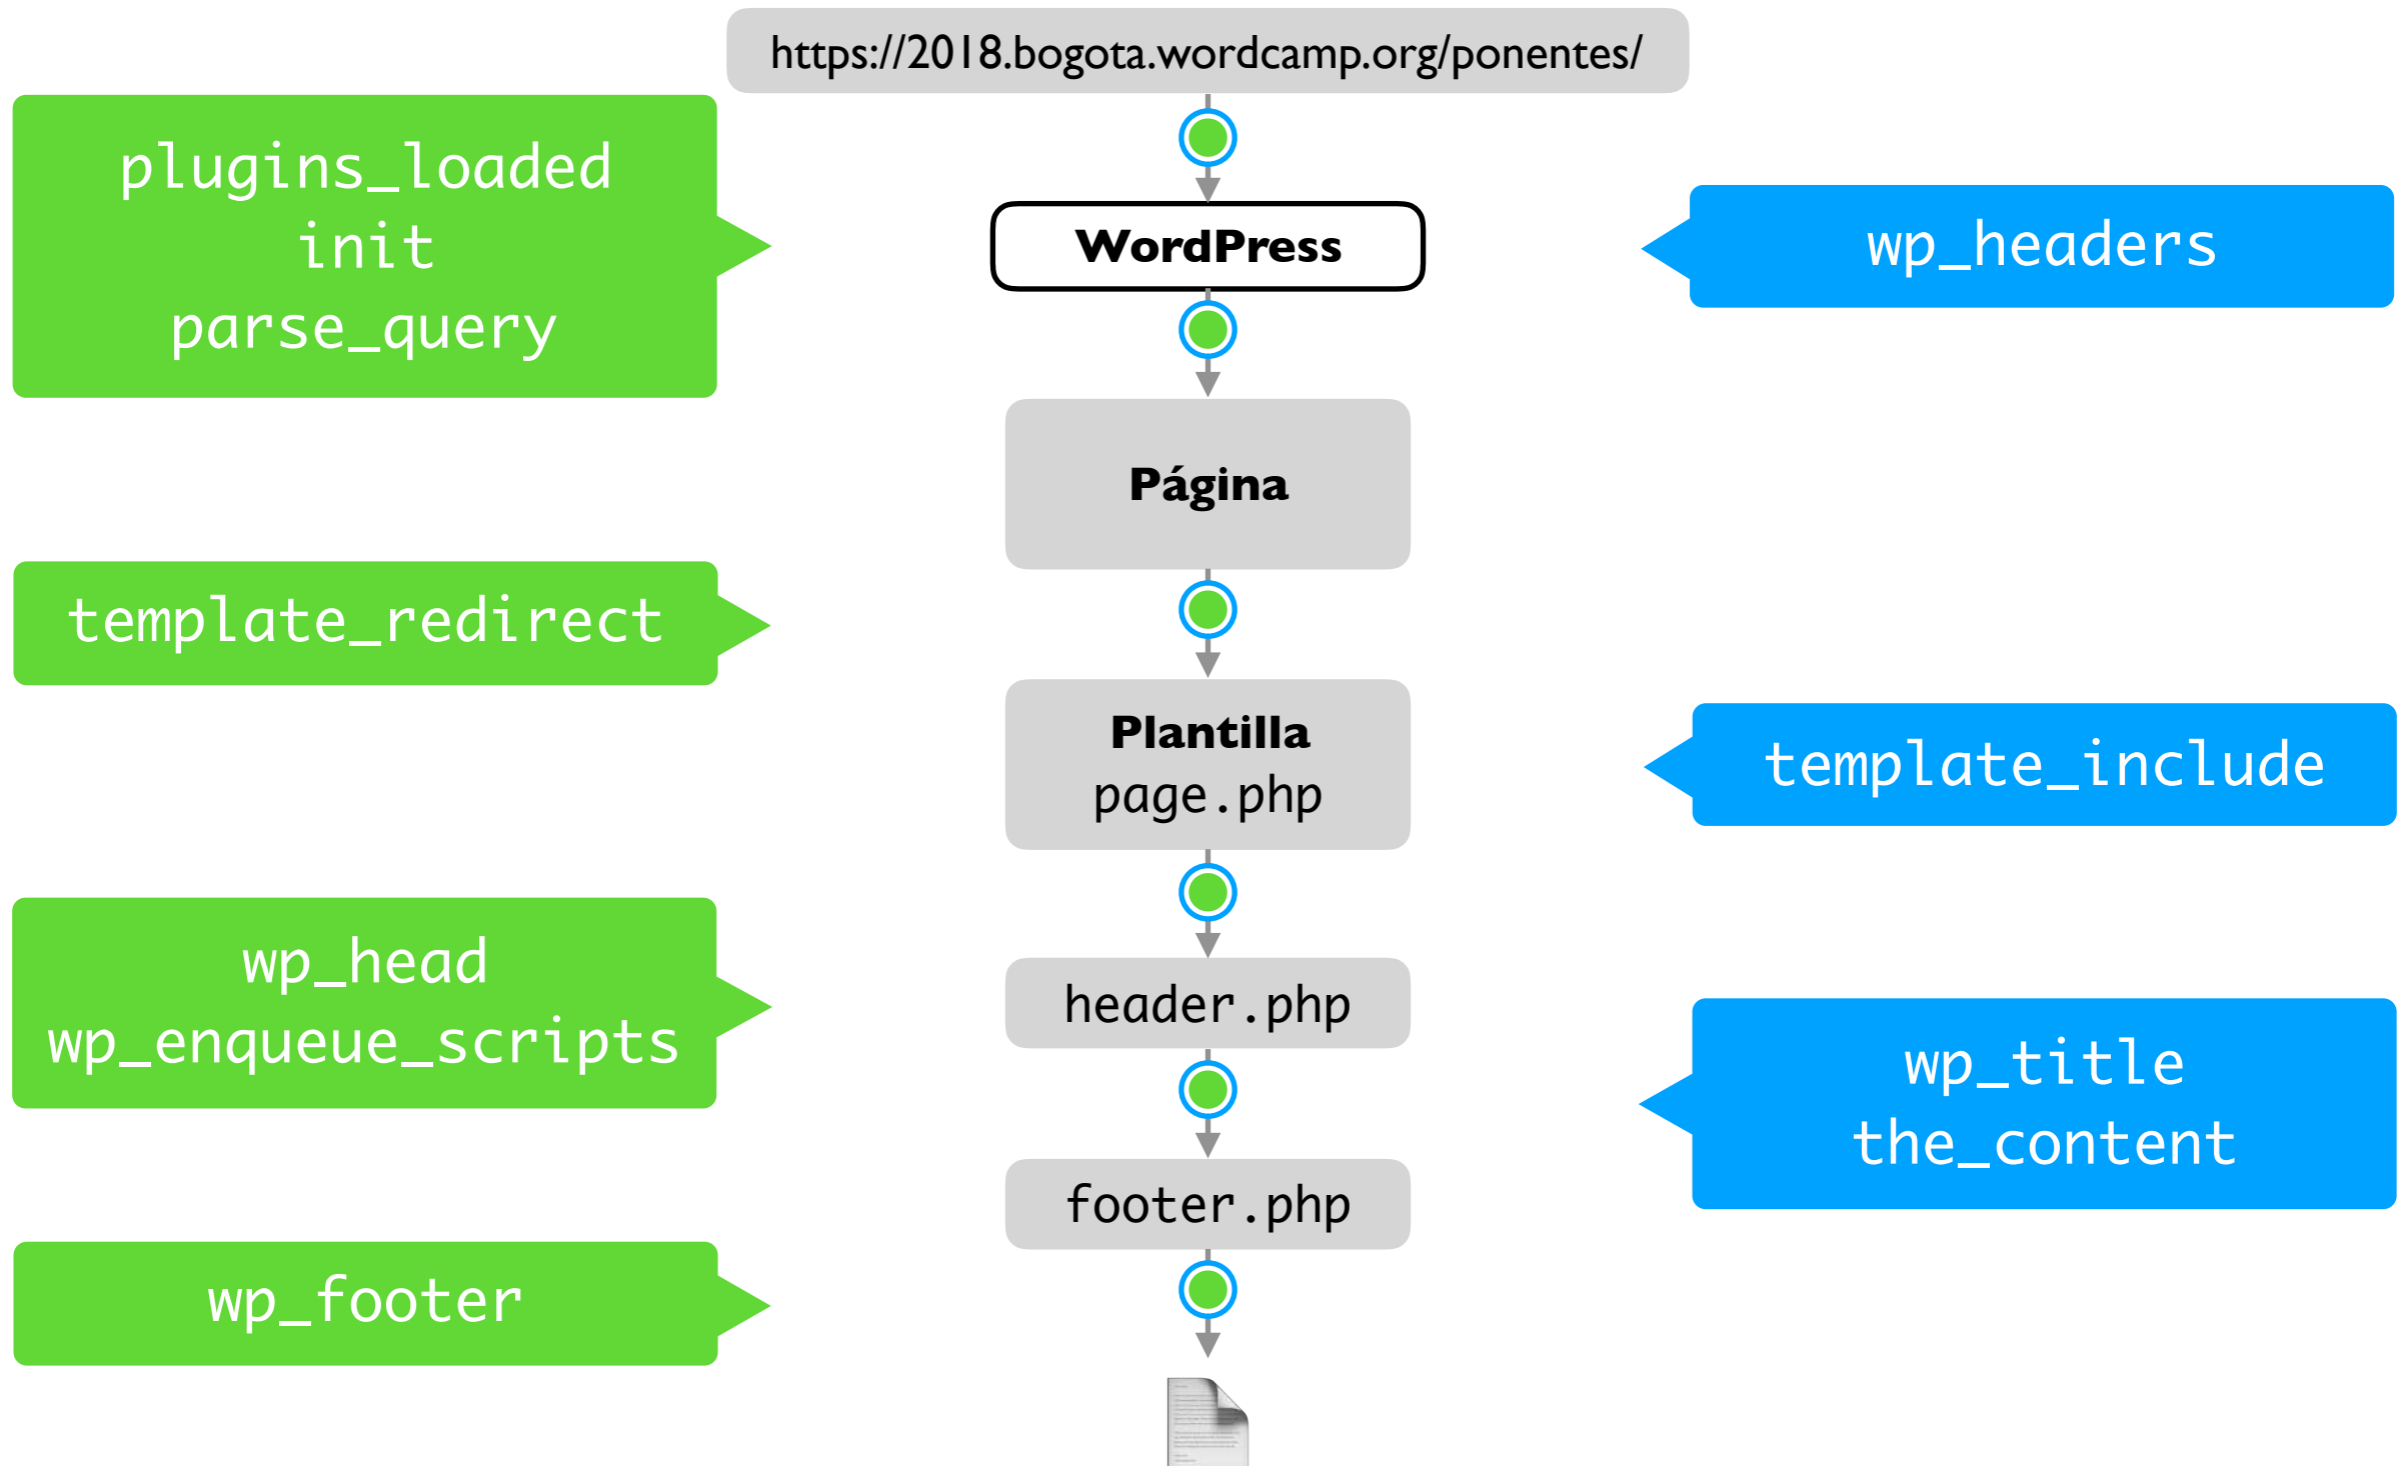 https://2018.bogota.wordcamp.org/ponentes/
plugins_loaded
init
parse_query
WordPress
wp_headers
Página
template_redirect
Plantilla
page.php
template_include
wp_head
wp_enqueue_scripts
header.php
wp_title
the_content
footer.php
wp_footer